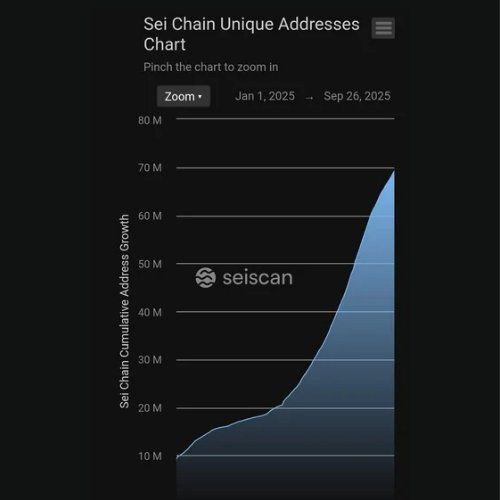 Sei Chain Unique Addresses
Chart
Pinch the chart to zoom in
Zoom ▾ Jan 1, 2025 → Sep 26, 2025
80 M
70 M
60 M
50 M
40 M
30 M
20 M
10 M
Sei Chain Cumulative Address Growth
seiscan